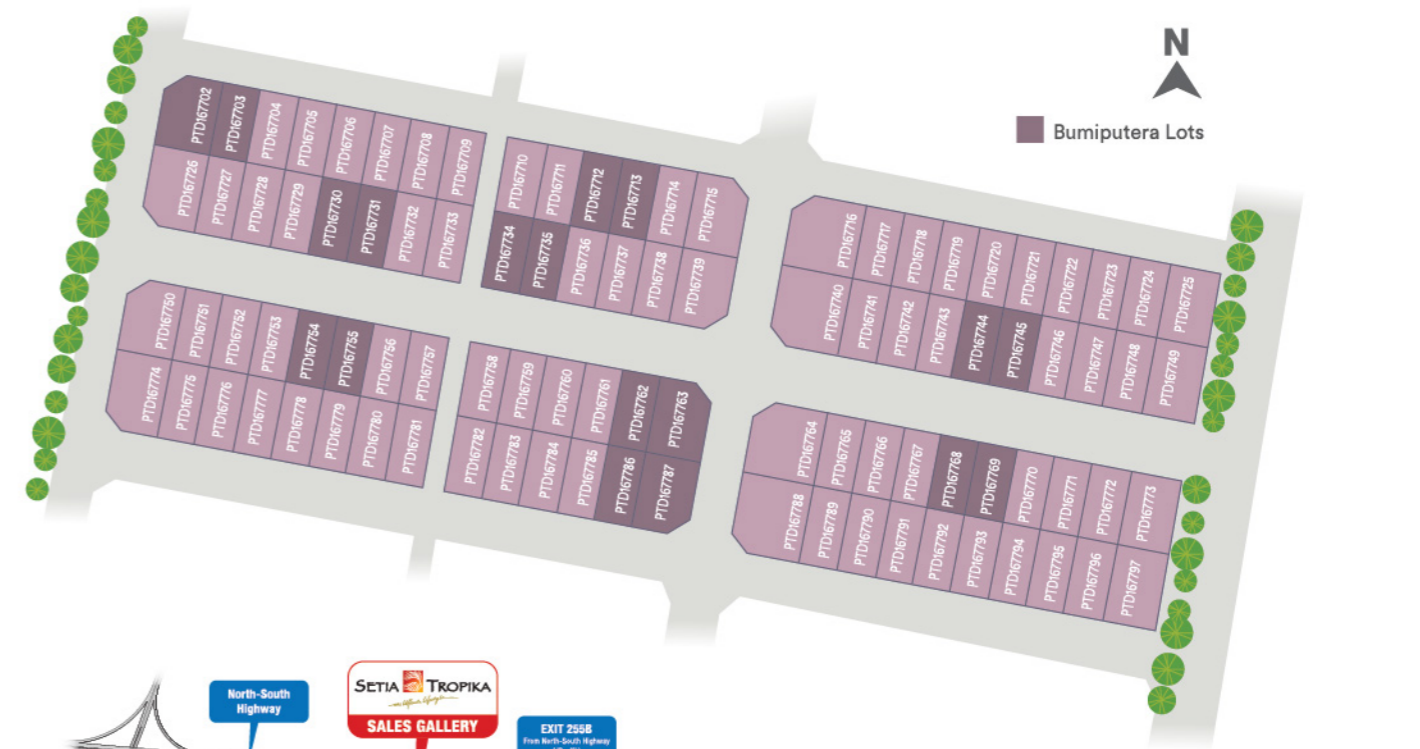 N
Bumiputera Lots
PTD167702
PTD167703
PTD167704
PTD167705
PTD167706
PTD167707
PTD167708
PTD167709
PTD167726
PTD167727
PTD167728
PTD167729
PTD167730
PTD167731
PTD167732
PTD167733
PTD167710
PTD167711
PTD167712
PTD167713
PTD167714
PTD167715
PTD167734
PTD167735
PTD167736
PTD167737
PTD167738
PTD167739
PTD167716
PTD167717
PTD167718
PTD167719
PTD167720
PTD167721
PTD167722
PTD167723
PTD167724
PTD167725
PTD167740
PTD167741
PTD167742
PTD167743
PTD167744
PTD167745
PTD167746
PTD167747
PTD167748
PTD167749
PTD167750
PTD167751
PTD167752
PTD167753
PTD167754
PTD167755
PTD167756
PTD167757
PTD167774
PTD167775
PTD167776
PTD167777
PTD167778
PTD167779
PTD167780
PTD167781
PTD167758
PTD167759
PTD167760
PTD167761
PTD167762
PTD167763
PTD167782
PTD167783
PTD167784
PTD167785
PTD167786
PTD167787
PTD167764
PTD167765
PTD167766
PTD167767
PTD167768
PTD167769
PTD167770
PTD167771
PTD167772
PTD167773
PTD167788
PTD167789
PTD167790
PTD167791
PTD167792
PTD167793
PTD167794
PTD167795
PTD167796
PTD167797
North-South
Highway
SETIA TROPIKA
SALES GALLERY
EXIT 255B
From North-South Highway